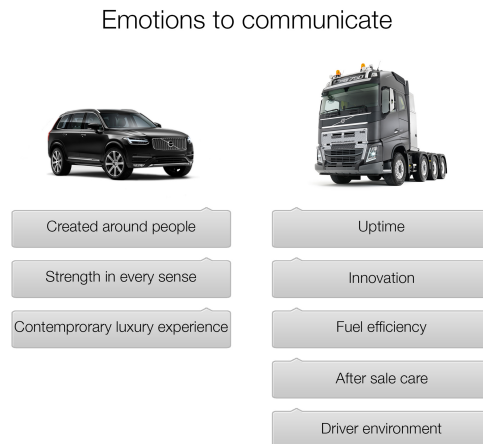 Emotions to communicate
Created around people
Strength in every sense
Contemprorary luxury experience
Uptime
Innovation
Fuel efficiency
After sale care
Driver environment